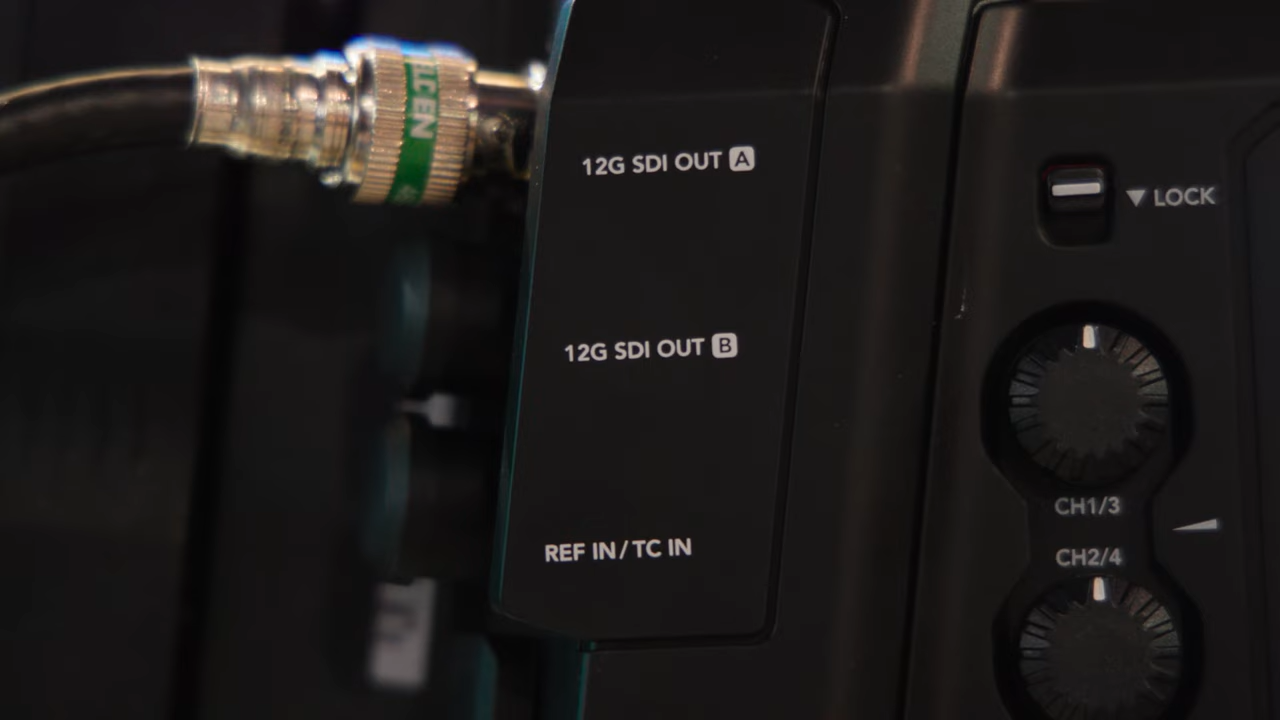 12G SDI OUT A
▼ LOCK
12G SDI OUT B
CH1/3
REF IN/TC IN
CH2/4